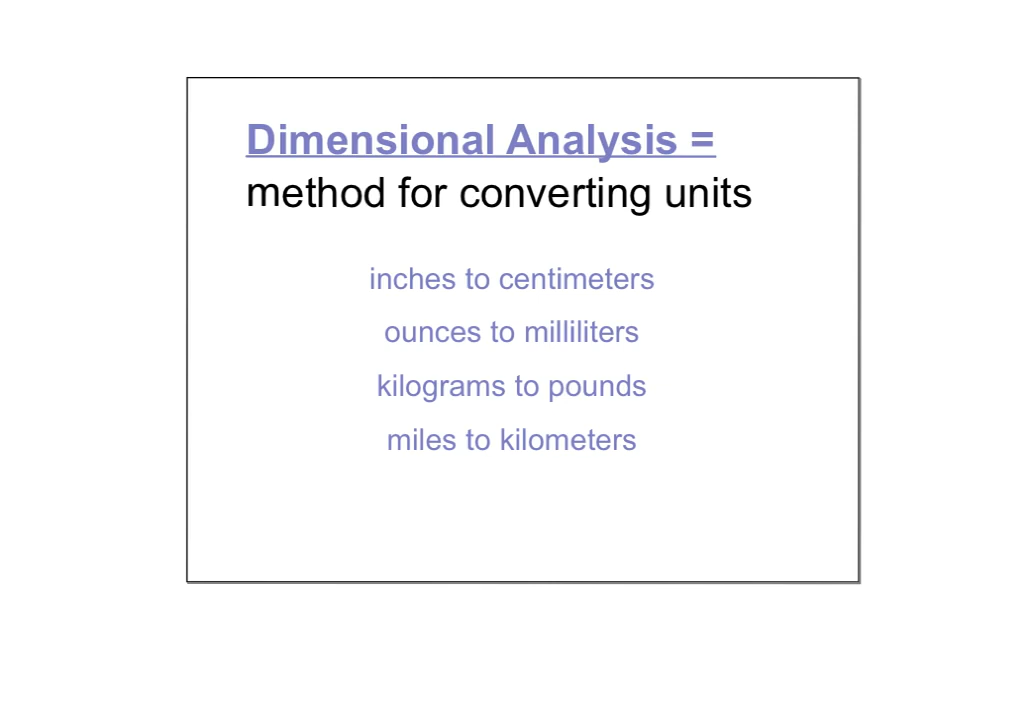 Dimensional Analysis =
method for converting units
inches to centimeters
ounces to milliliters
kilograms to pounds
miles to kilometers